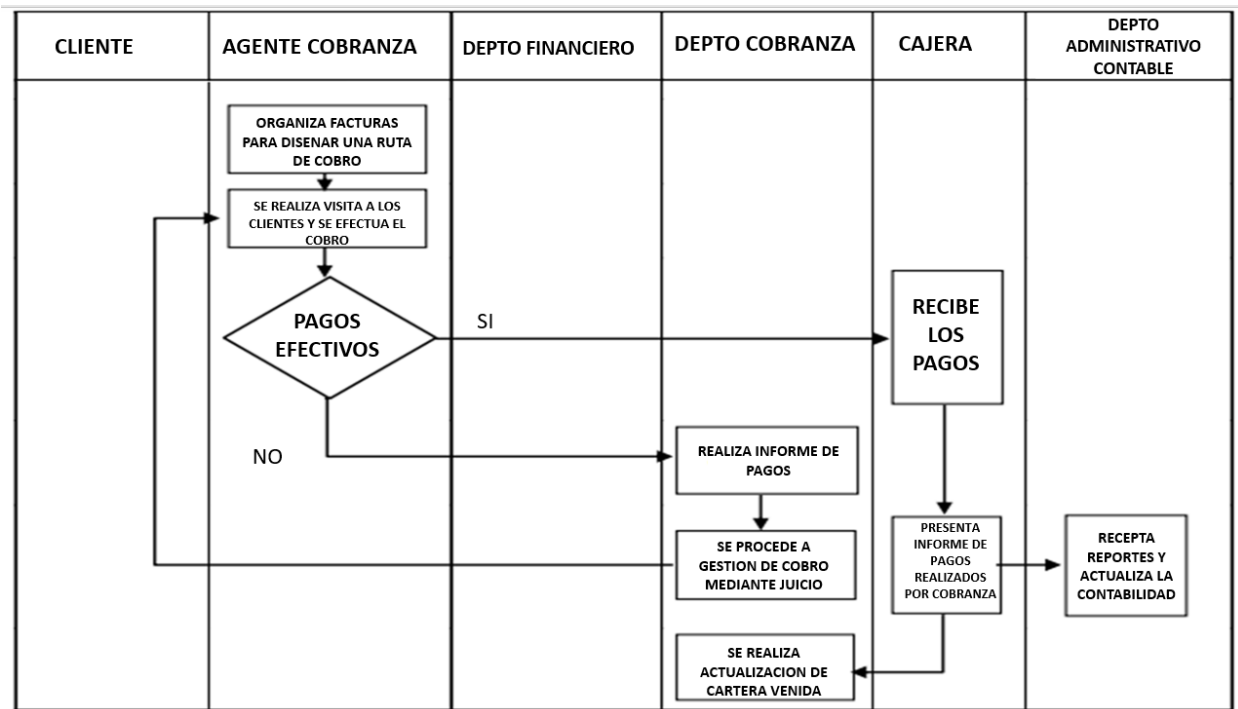 CLIENTE
AGENTE COBRANZA
DEPTO FINANCIERO
DEPTO COBRANZA
CAJERA
DEPTO
ADMINISTRATIVO
CONTABLE
ORGANIZA FACTURAS
PARA DISENAR UNA RUTA
DE COBRO
SE REALIZA VISITA A LOS
CLIENTES Y SE EFECTUA EL
COBRO
PAGOS
EFECTIVOS
SI
RECIBE
LOS
PAGOS
NO
REALIZA INFORME DE
PAGOS
SE PROCEDE A
GESTION DE COBRO
MEDIANTE JUICIO
PRESENTA
INFORME DE
PAGOS
REALIZADOS
POR COBRANZA
RECEPTA
REPORTES Y
ACTUALIZA LA
CONTABILIDAD
SE REALIZA
ACTUALIZACION DE
CARTERA VENIDA